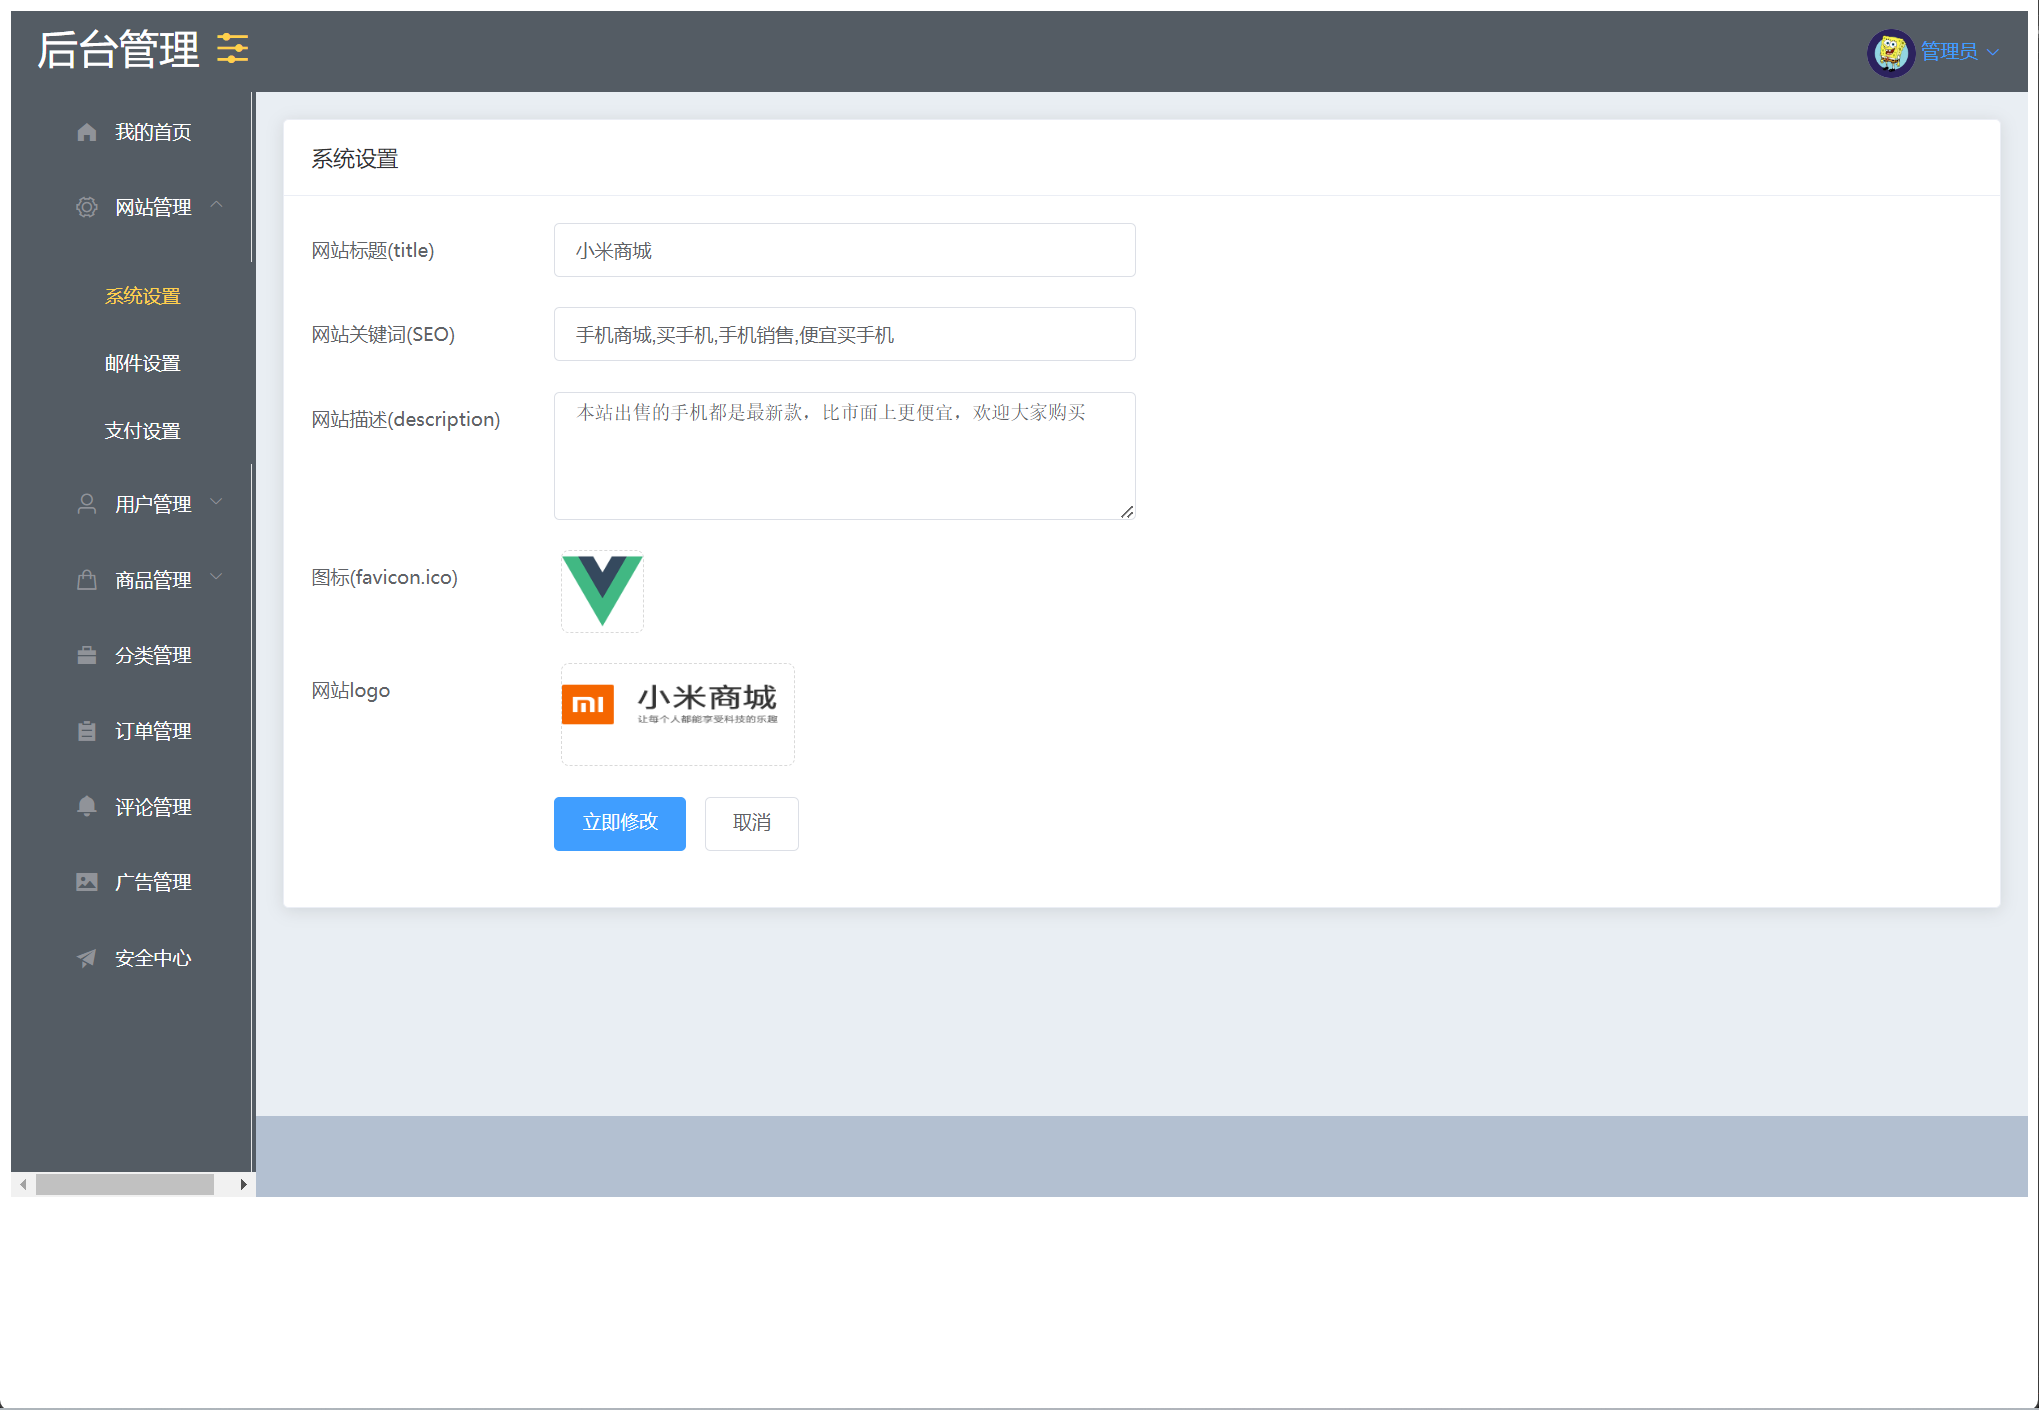 后台管理
管理员
我的首页
网站管理
系统设置
邮件设置
支付设置
用户管理
商品管理
分类管理
订单管理
评论管理
广告管理
安全中心
系统设置
网站标题(title)
小米商城
网站关键词(SEO)
手机商城,买手机,手机销售,便宜买手机
网站描述(description)
本站出售的手机都是最新款，比市面上更便宜，欢迎大家购买
图标(favicon.ico)
网站logo
mi
小米商城
让每个人都能享受科技的乐趣
立即修改
取消